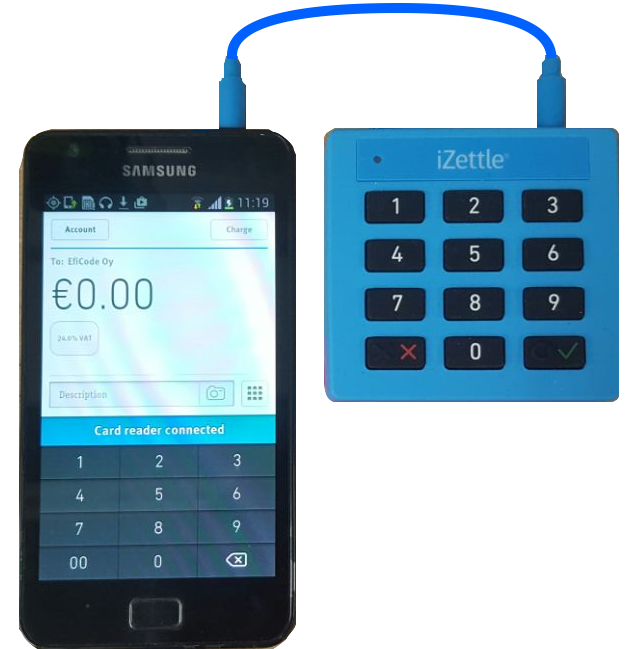 SAMSUNG
11:19
Account Charge
To: EfiCode Oy
€0.00
24.0% VAT
Description
Card reader connected
1 2 3
4 5 6
7 8 9
00 0
iZettle
1 2 3
4 5 6
7 8 9
0